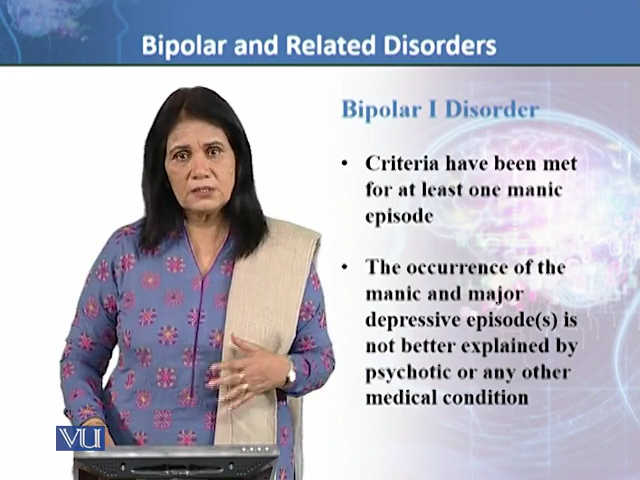 Bipolar and Related Disorders
Bipolar I Disorder
• Criteria have been met
for at least one manic
episode
• The occurrence of the
manic and major
depressive episode(s) is
not better explained by
psychotic or any other
medical condition
VU